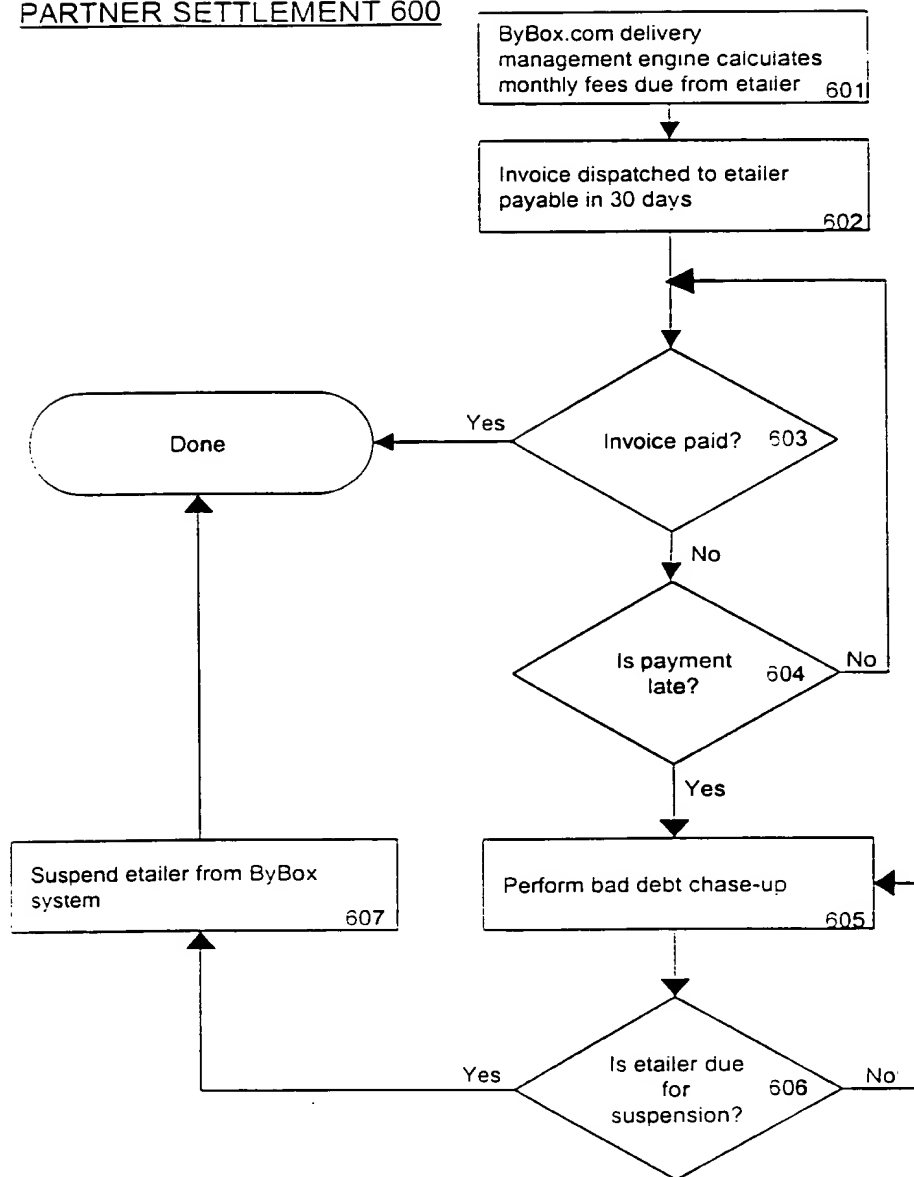 PARTNER SETTLEMENT 600
ByBox.com delivery
management engine calculates
monthly fees due from etailer
601
Invoice dispatched to etailer
payable in 30 days
602
Invoice paid? 603
Yes
Done
No
Is payment
late?
604
No
Yes
Perform bad debt chase-up
605
Suspend etailer from ByBox
system
607
Is etailer due
for
suspension?
606
Yes
No